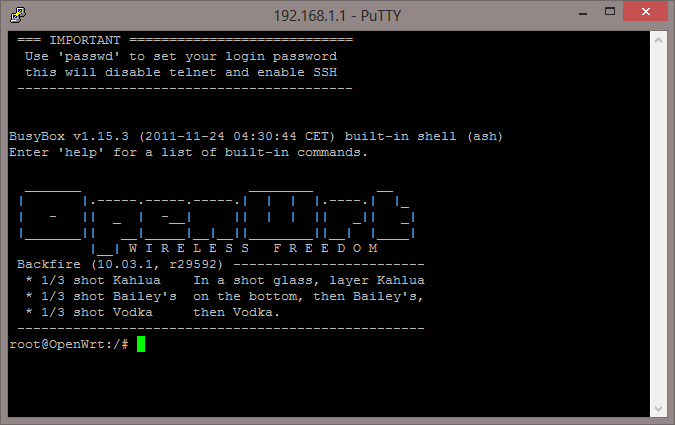 192.168.1.1 - PuTTY
=== IMPORTANT ============================
Use 'passwd' to set your login password
this will disable telnet and enable SSH
------------------------------------------
BusyBox v1.15.3 (2011-11-24 04:30:44 CET) built-in shell (ash)
Enter 'help' for a list of built-in commands.
OpenWrt
W I R E L E S S   F R E E D O M
Backfire (10.03.1, r29592) ------------------------
* 1/3 shot Kahlua    In a shot glass, layer Kahlua
* 1/3 shot Bailey's  on the bottom, then Bailey's,
* 1/3 shot Vodka     then Vodka.
---------------------------------------------------
root@OpenWrt:/#